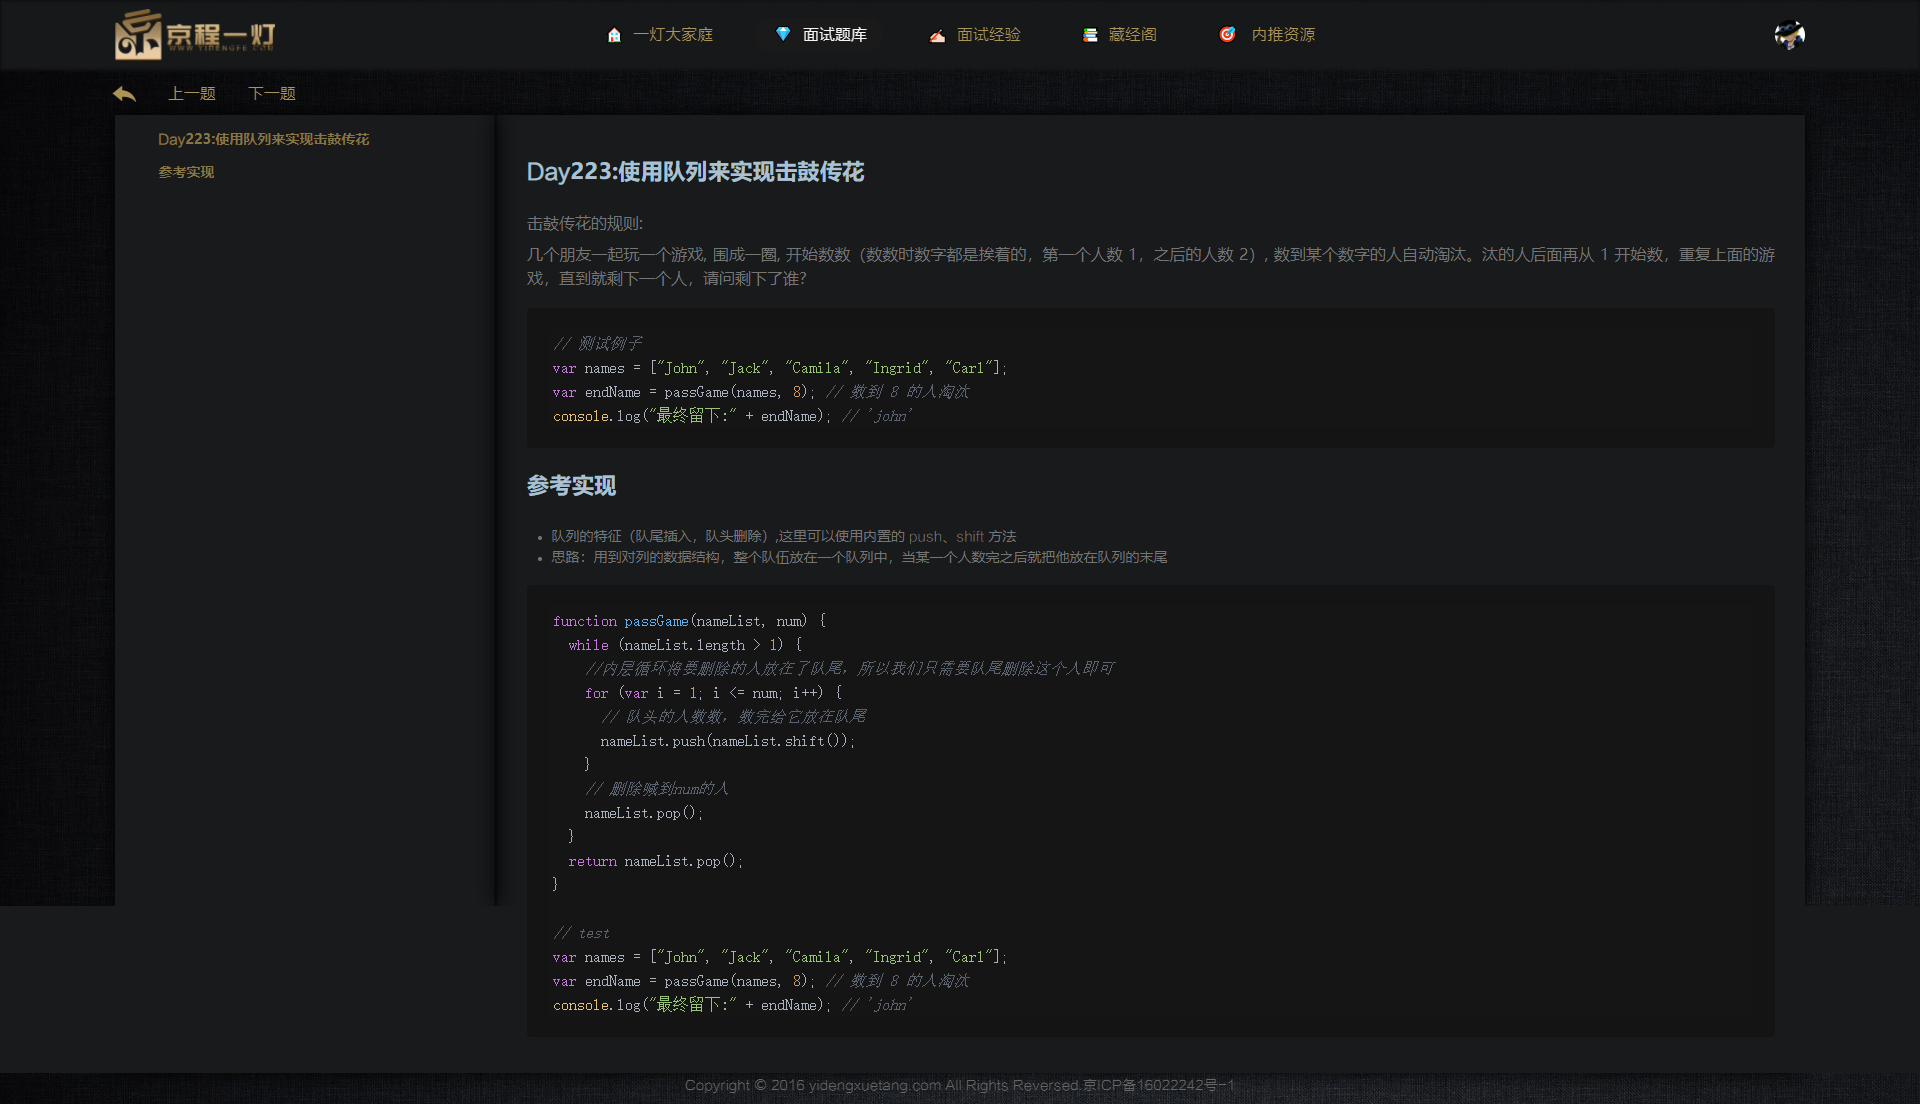 京程一灯
WWW.YIDENGFE.COM
一灯大家庭
面试题库
面试经验
藏经阁
内推资源
上一题
下一题
Day223:使用队列来实现击鼓传花
参考实现
Day223:使用队列来实现击鼓传花
击鼓传花的规则:
几个朋友一起玩一个游戏, 围成一圈, 开始数数（数数时数字都是挨着的，第一个人数 1，之后的人数 2）, 数到某个数字的人自动淘汰。汰的人后面再从 1 开始数，重复上面的游
戏，直到就剩下一个人，请问剩下了谁?
// 测试例子
var names = ["John", "Jack", "Camila", "Ingrid", "Carl"];
var endName = passGame(names, 8); // 数到 8 的人淘汰
console.log("最终留下:" + endName); // 'john'
参考实现
• 队列的特征（队尾插入，队头删除）,这里可以使用内置的 push、shift 方法
• 思路：用到对列的数据结构，整个队伍放在一个队列中，当某一个人数完之后就把他放在队列的末尾
function passGame(nameList, num) {
  while (nameList.length > 1) {
    //内层循环将要删除的人放在了队尾，所以我们只需要队尾删除这个人即可
    for (var i = 1; i <= num; i++) {
      // 队头的人数数，数完给它放在队尾
      nameList.push(nameList.shift());
    }
    // 删除喊到num的人
    nameList.pop();
  }
  return nameList.pop();
}
// test
var names = ["John", "Jack", "Camila", "Ingrid", "Carl"];
var endName = passGame(names, 8); // 数到 8 的人淘汰
console.log("最终留下:" + endName); // 'john'
Copyright © 2016 yidengxuetang.com All Rights Reversed.京ICP备16022242号-1